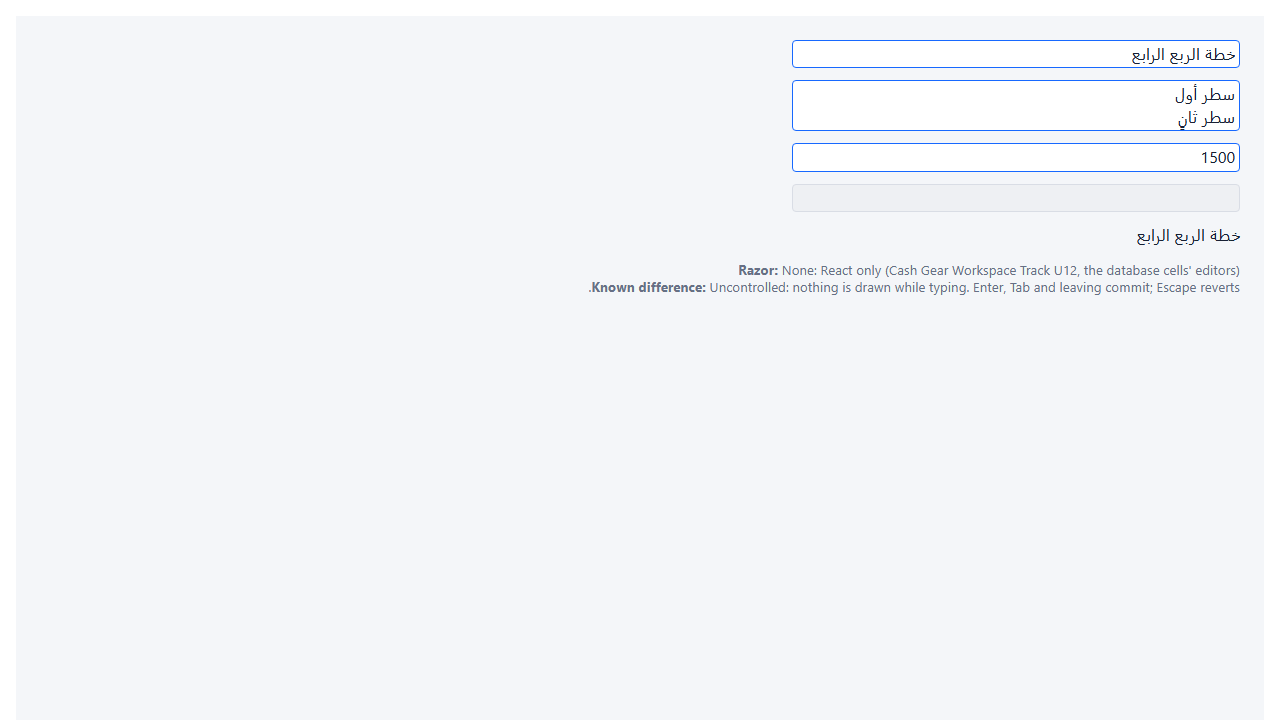 خطة الربع الرابع
سطر أول
سطر ثانٍ
1500
خطة الربع الرابع
Razor: None: React only (Cash Gear Workspace Track U12, the database cells' editors)
Known difference: Uncontrolled: nothing is drawn while typing. Enter, Tab and leaving commit; Escape reverts.